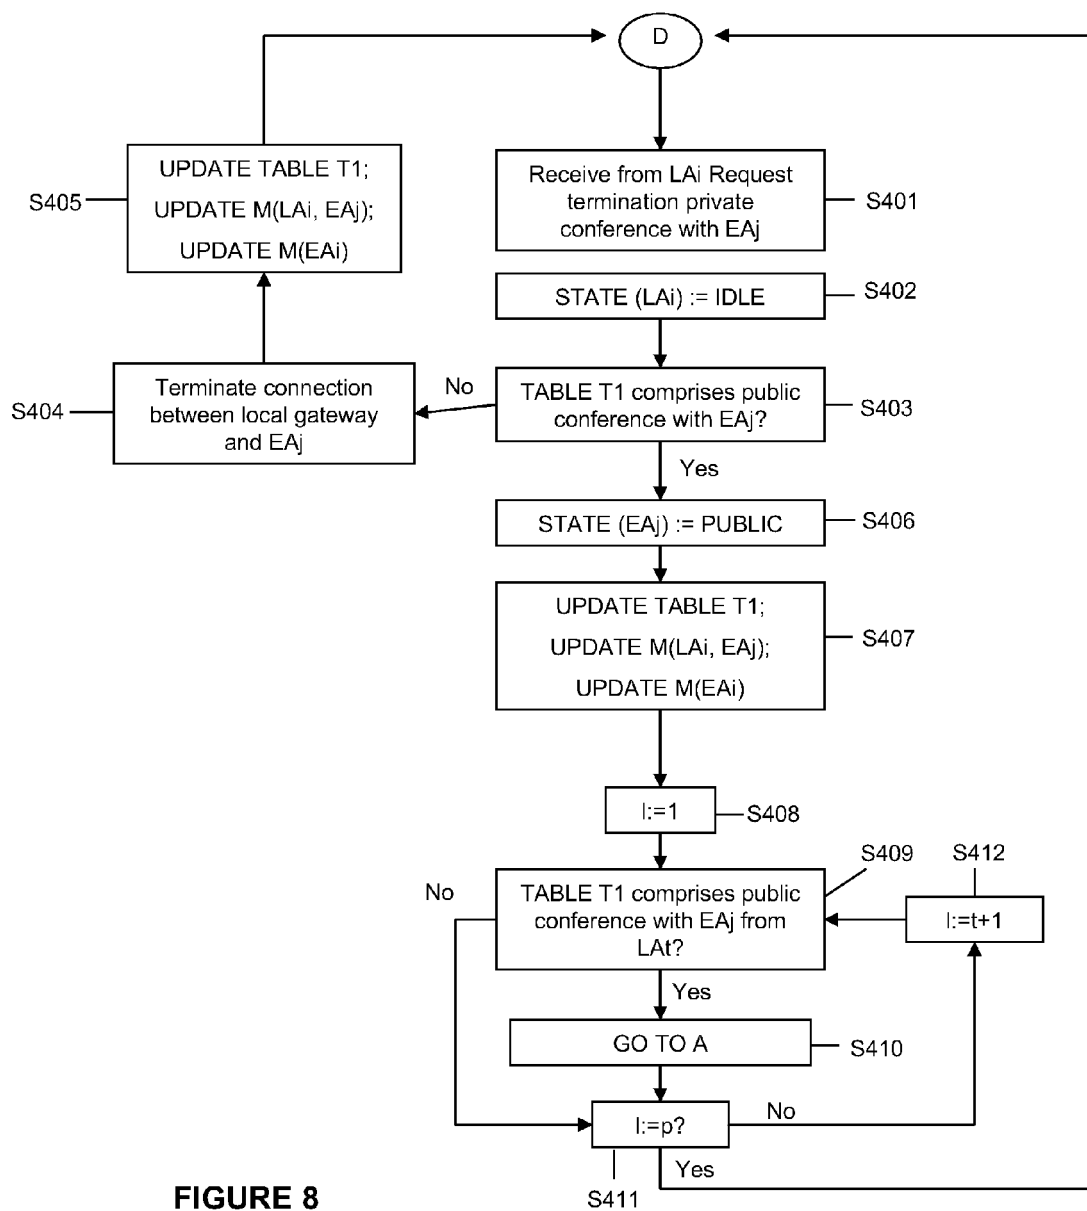 D
UPDATE TABLE T1;
UPDATE M(LAi, EAj);
UPDATE M(EAi)
S405
Receive from LAi Request
termination private
conference with EAj
S401
STATE (LAi) := IDLE
S402
Terminate connection
between local gateway
and EAj
S404
No
TABLE T1 comprises public
conference with EAj?
S403
Yes
STATE (EAj) := PUBLIC
S406
UPDATE TABLE T1;
UPDATE M(LAi, EAj);
UPDATE M(EAi)
S407
I:=1
S408
S409
S412
No
TABLE T1 comprises public
conference with EAj from
LAt?
I:=t+1
Yes
GO TO A
S410
I:=p?
No
Yes
S411
FIGURE 8